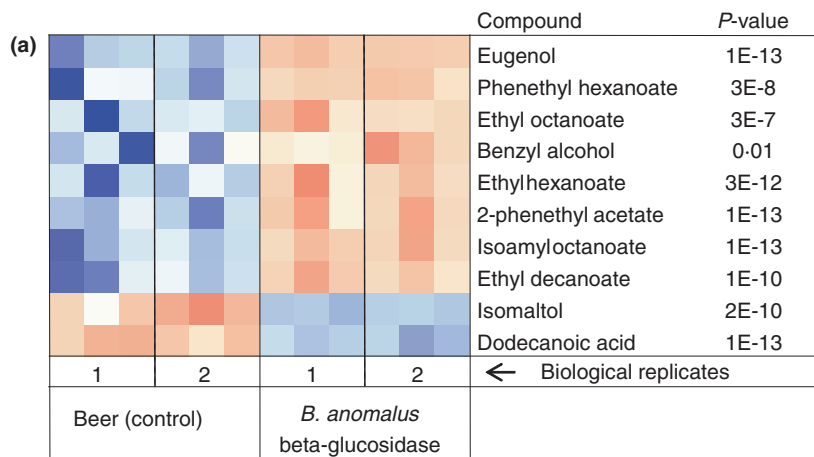 Compound P-value
(a)
Eugenol 1E-13
Phenethyl hexanoate 3E-8
Ethyl octanoate 3E-7
Benzyl alcohol 0·01
Ethylhexanoate 3E-12
2-phenethyl acetate 1E-13
Isoamyloctanoate 1E-13
Ethyl decanoate 1E-10
Isomaltol 2E-10
Dodecanoic acid 1E-13
1 2 1 2 ← Biological replicates
Beer (control) B. anomalus
beta-glucosidase